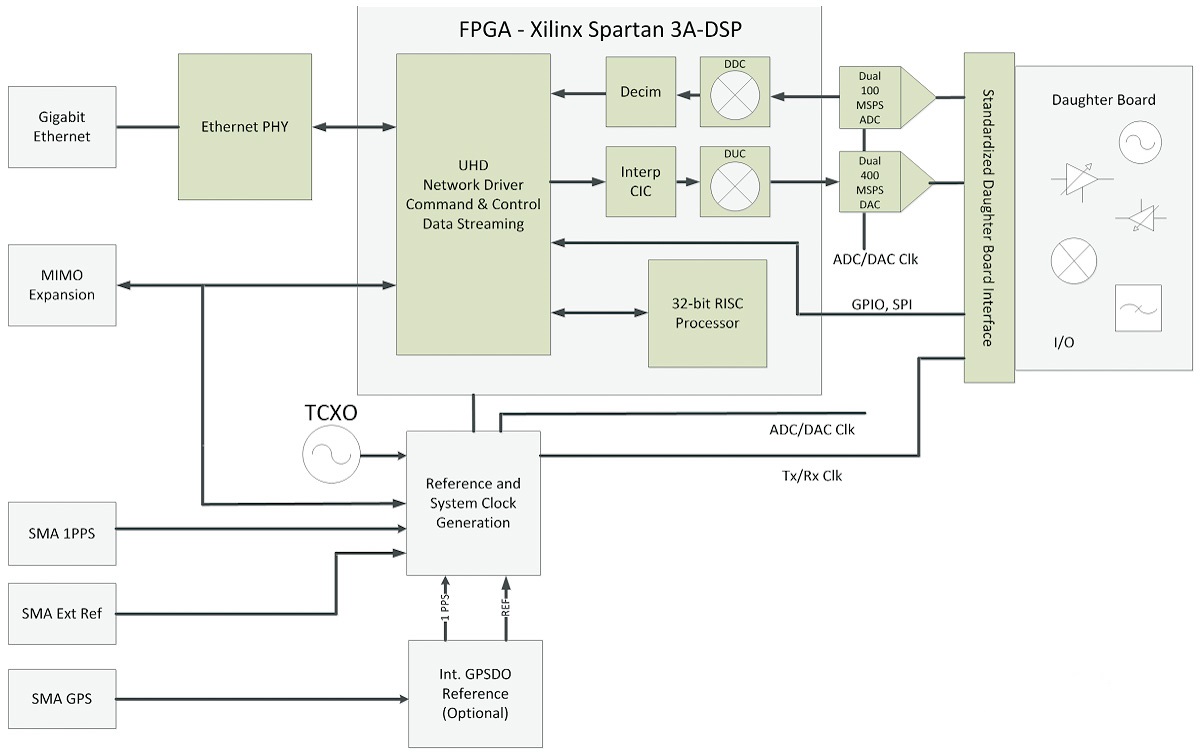 FPGA - Xilinx Spartan 3A-DSP
Gigabit
Ethernet
Ethernet PHY
UHD
Network Driver
Command & Control
Data Streaming
Decim
DDC
Dual
100
MSPS
ADC
Interp
CIC
DUC
Dual
400
MSPS
DAC
ADC/DAC Clk
Standardized Daughter Board Interface
Daughter Board
I/O
MIMO
Expansion
32-bit RISC
Processor
GPIO, SPI
TCXO
ADC/DAC Clk
Tx/Rx Clk
Reference and
System Clock
Generation
SMA 1PPS
SMA Ext Ref
1 PPS
REF
SMA GPS
Int. GPSDO
Reference
(Optional)